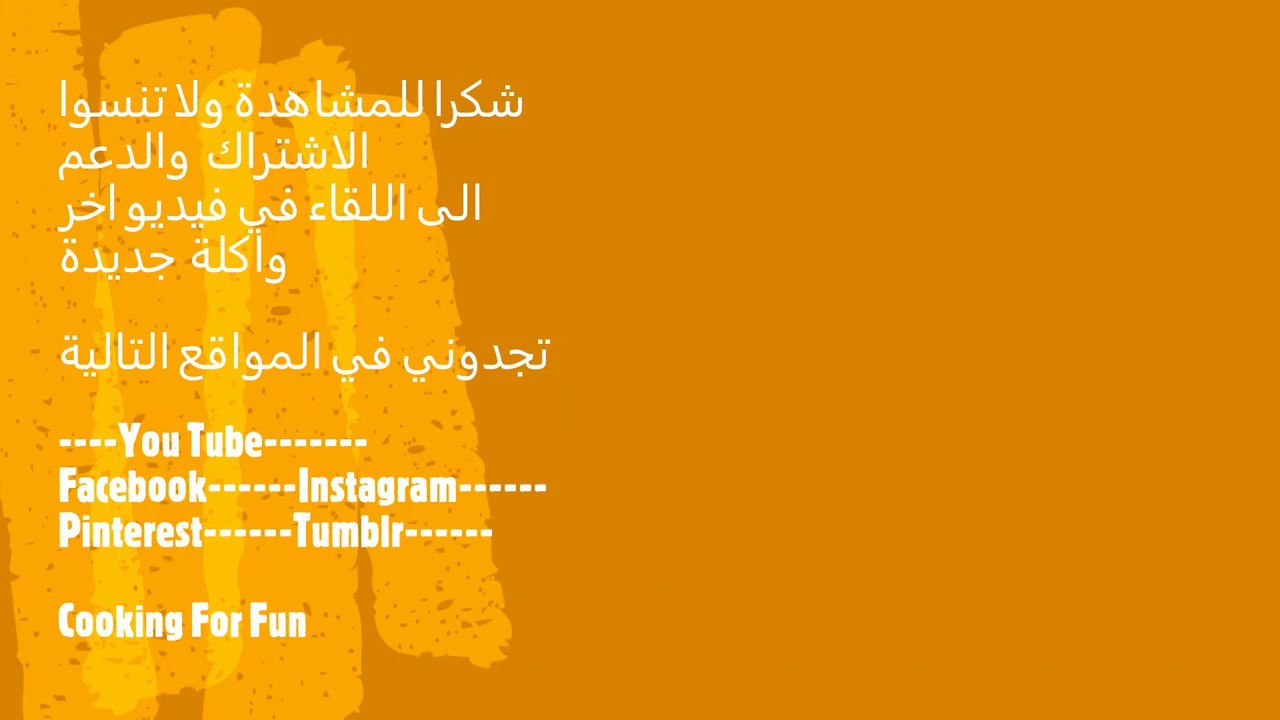 شكرا للمشاهدة ولا تنسوا
الاشتراك والدعم
الى اللقاء في فيديو اخر
واكلة جديدة
تجدوني في المواقع التالية
----You Tube-------
Facebook------Instagram------
Pinterest------Tumblr------
Cooking For Fun